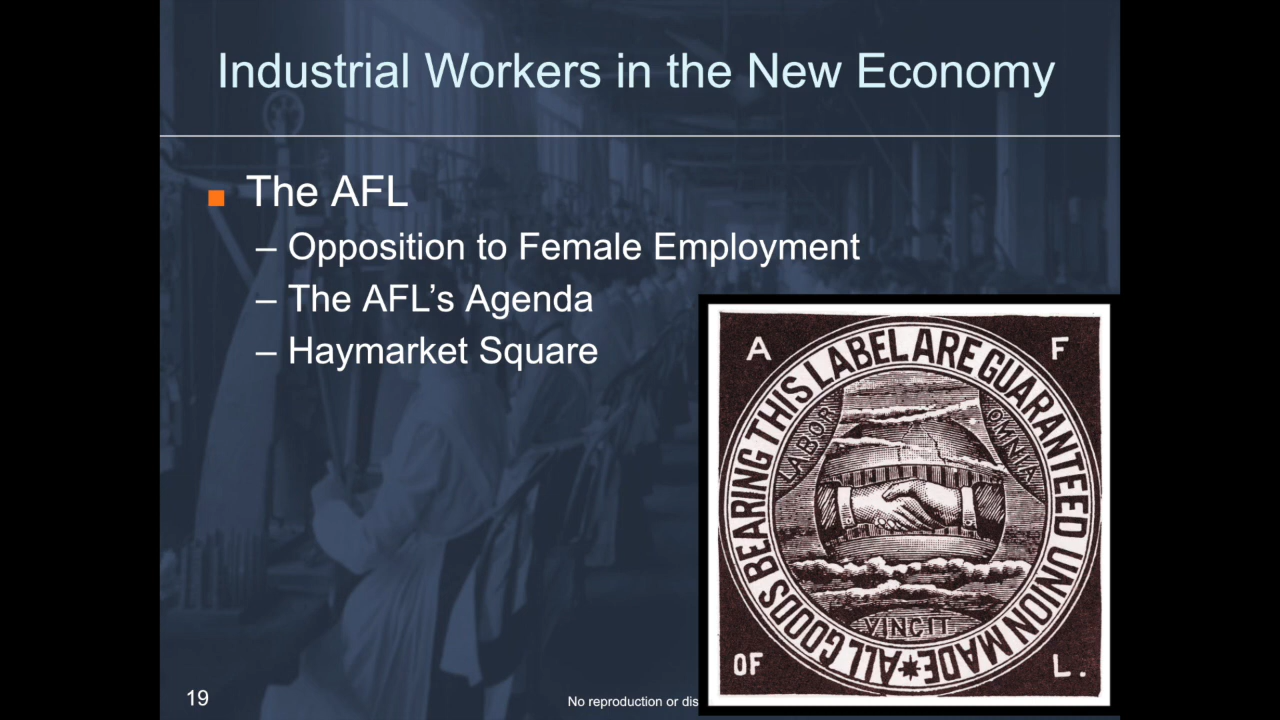 Industrial Workers in the New Economy
The AFL
– Opposition to Female Employment
– The AFL’s Agenda
– Haymarket Square
A F
OF L.
ALL GOODS BEARING THIS LABEL ARE GUARANTEED UNION MADE
LABOR
OMNIA
VINCIT
19
No reproduction or dis